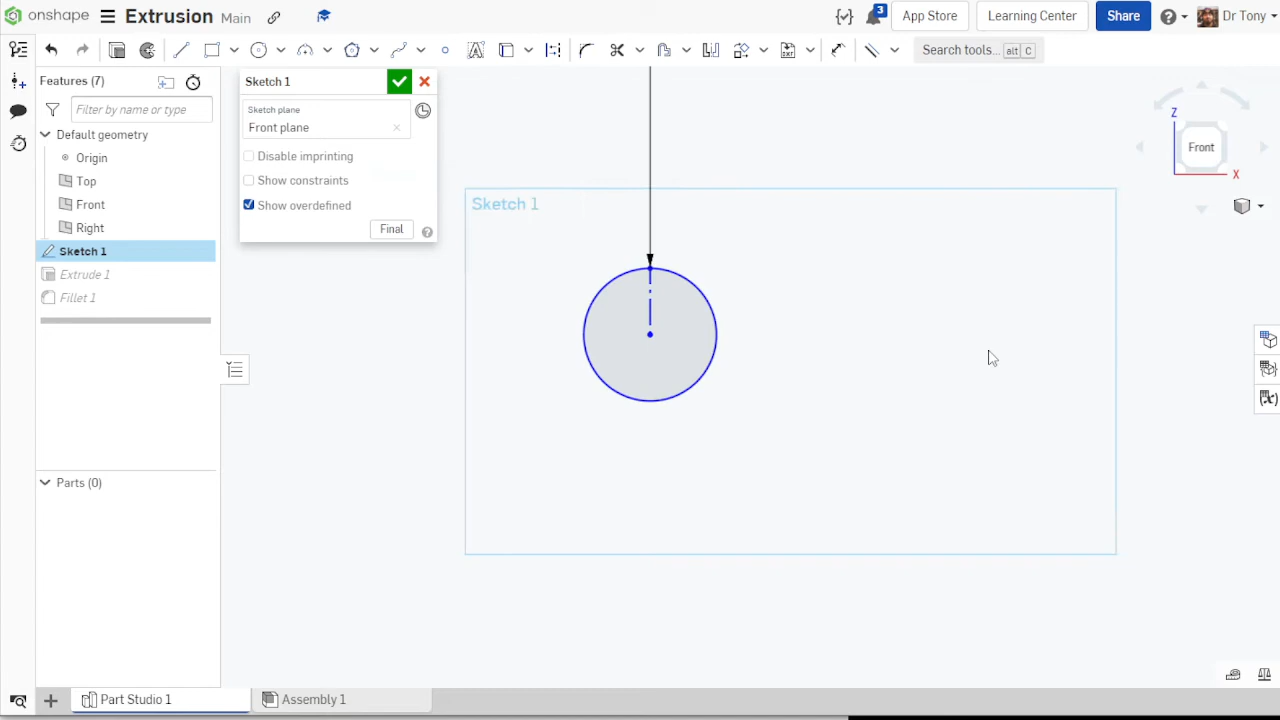 onshape Extrusion Main 3 App Store Learning Center Share Dr Tony
Search tools... alt C
Features (7)
Filter by name or type
Default geometry
Origin
Top
Front
Right
Sketch 1
Extrude 1
Fillet 1
Parts (0)
Sketch 1
Sketch plane
Front plane
Disable imprinting
Show constraints
Show overdefined
Final
Sketch 1
Z
Front
X
Part Studio 1 Assembly 1